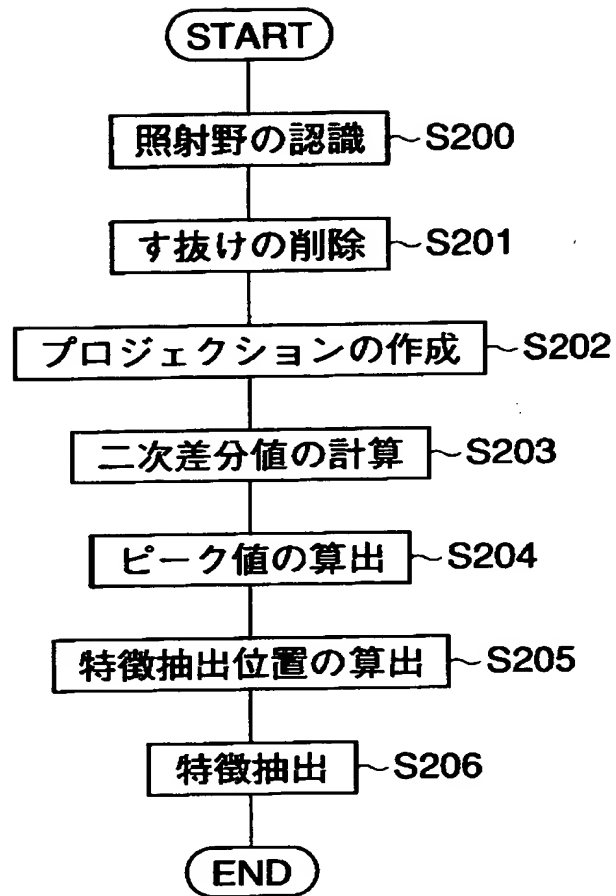 START
照射野の認識 ~S200
す抜けの削除 ~S201
プロジェクションの作成 ~S202
二次差分値の計算 ~S203
ピーク値の算出 ~S204
特徴抽出位置の算出 ~S205
特徴抽出 ~S206
END